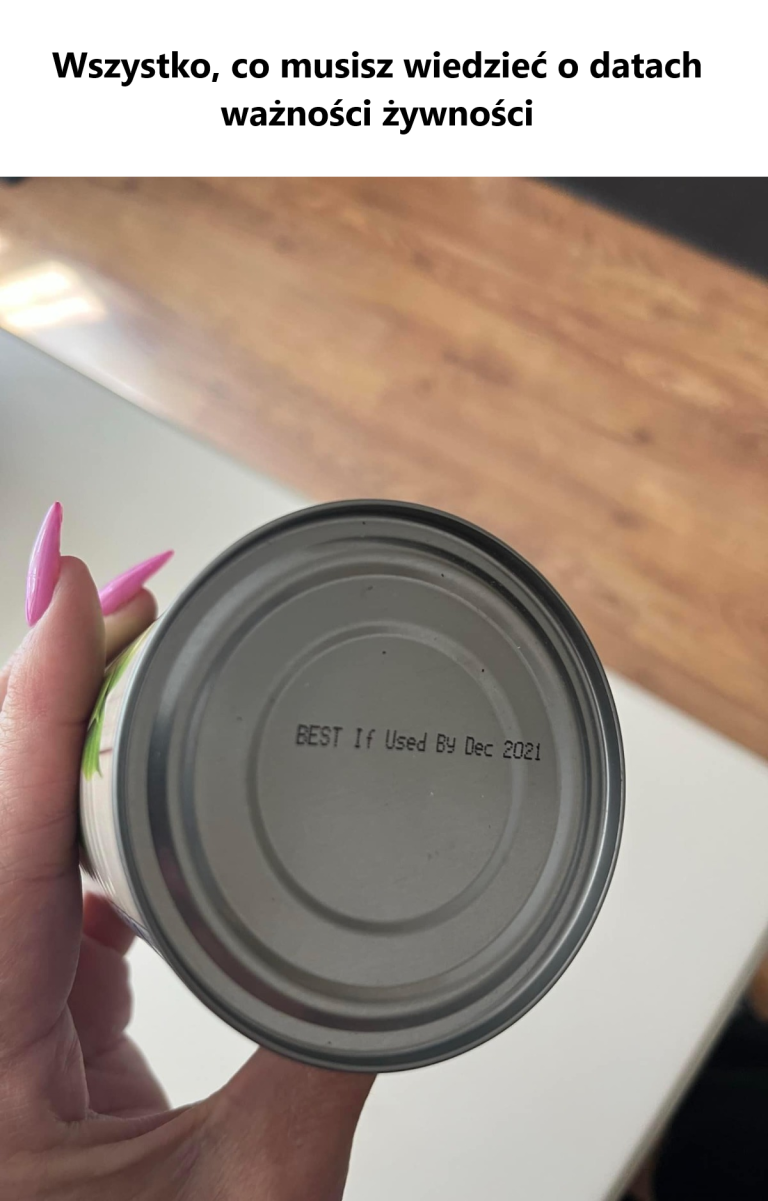 Wszystko, co musisz wiedzieć o datach
ważności żywności
BEST If Used By Dec 2021